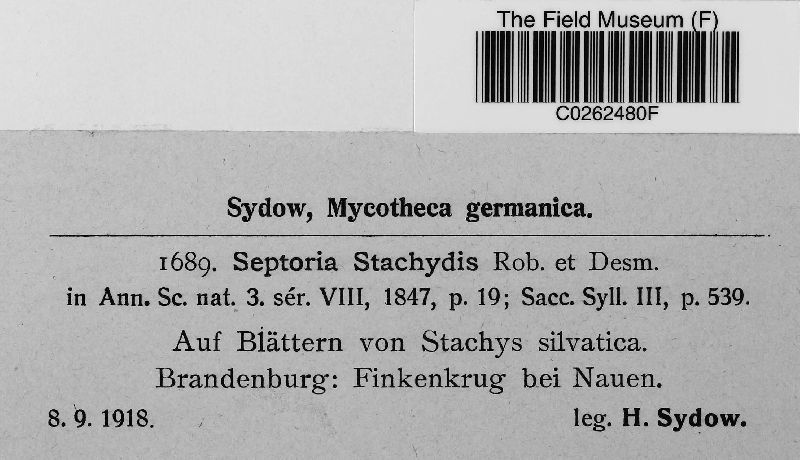 The Field Museum (F)
C0262480F
Sydow, Mycotheca germanica.
1689. Septoria Stachydis Rob. et Desm.
in Ann. Sc. nat. 3. sér. VIII, 1847, p. 19; Sacc. Syll. III, p. 539.
Auf Blättern von Stachys silvatica.
Brandenburg: Finkenkrug bei Nauen.
8. 9. 1918. leg. H. Sydow.